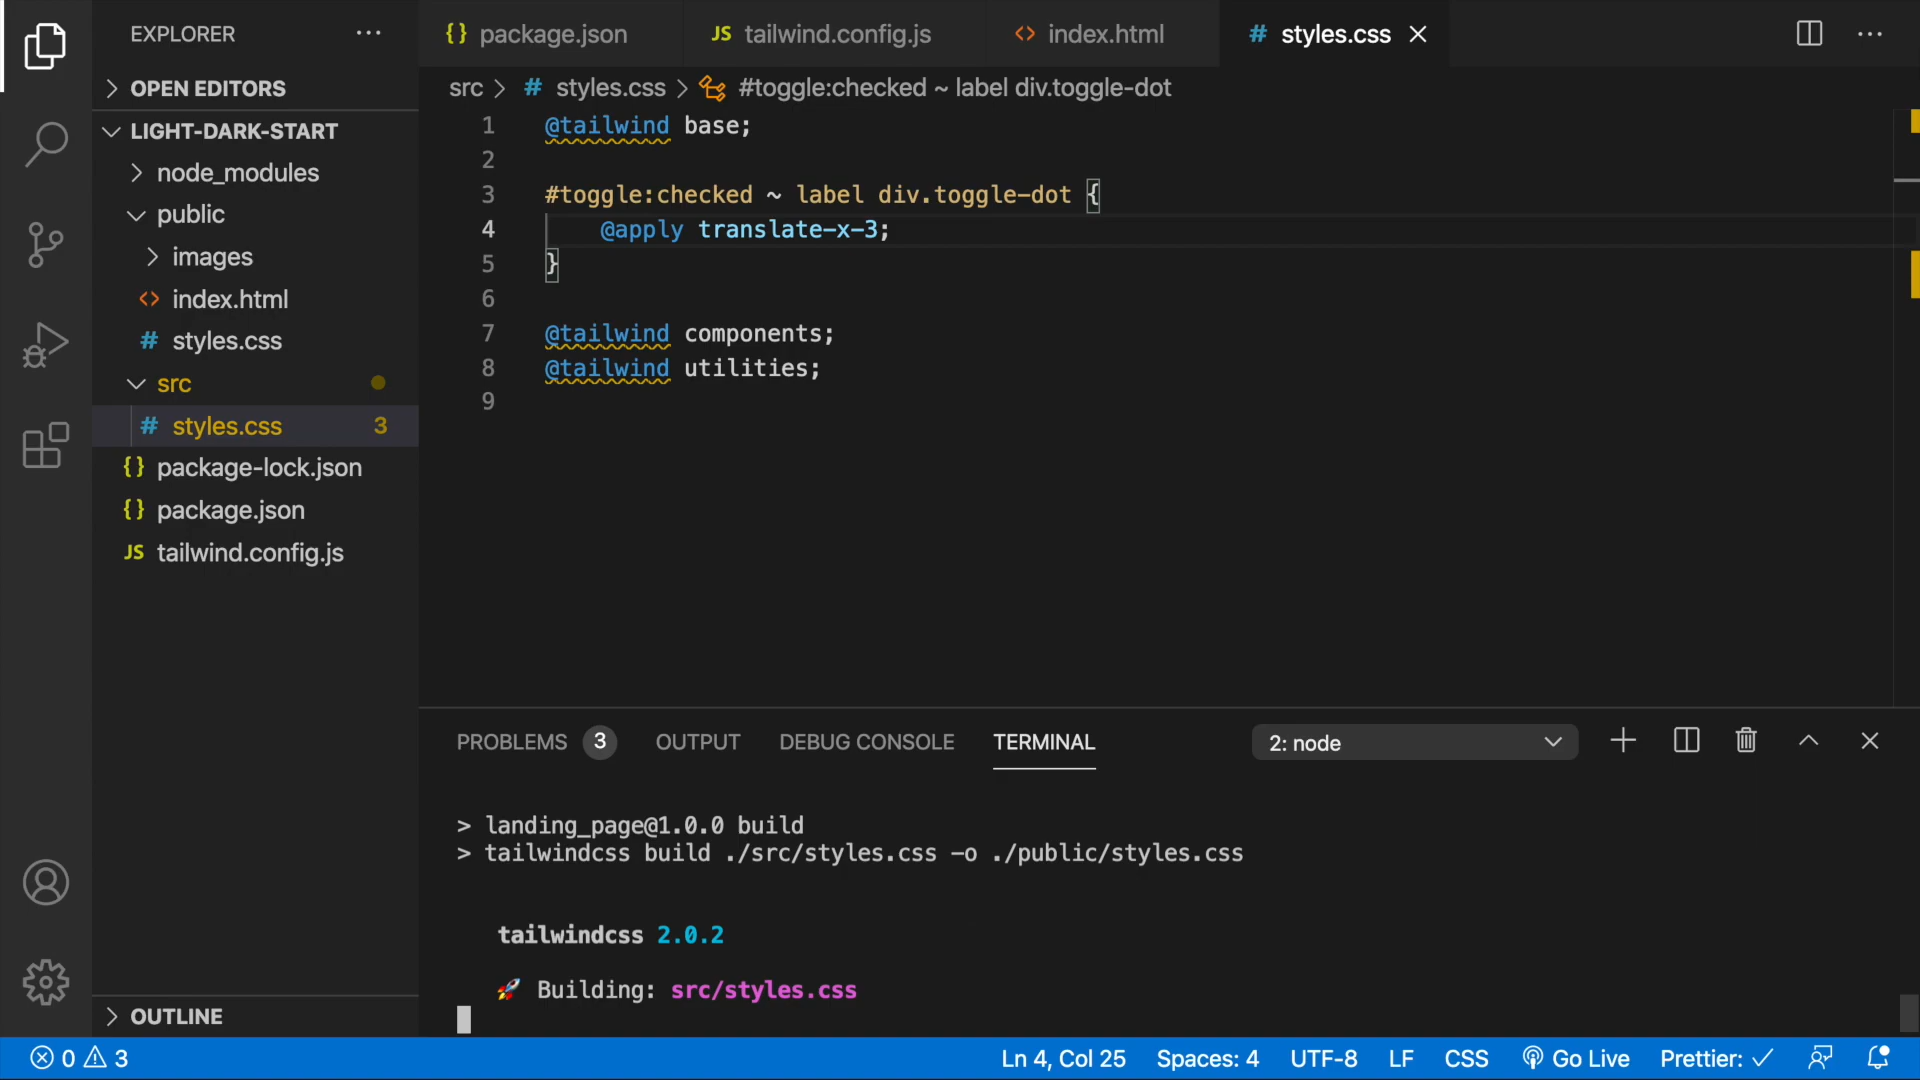 EXPLORER
OPEN EDITORS
LIGHT-DARK-START
node_modules
public
images
index.html
styles.css
src
styles.css 3
package-lock.json
package.json
tailwind.config.js
OUTLINE
package.json
tailwind.config.js
index.html
styles.css
src > styles.css > #toggle:checked ~ label div.toggle-dot
1 @tailwind base;
2
3 #toggle:checked ~ label div.toggle-dot {
4 @apply translate-x-3;
5 }
6
7 @tailwind components;
8 @tailwind utilities;
9
PROBLEMS 3 OUTPUT DEBUG CONSOLE TERMINAL 2: node
> landing_page@1.0.0 build
> tailwindcss build ./src/styles.css -o ./public/styles.css
tailwindcss 2.0.2
🚀 Building: src/styles.css
0 3 Ln 4, Col 25 Spaces: 4 UTF-8 LF CSS Go Live Prettier: ✓